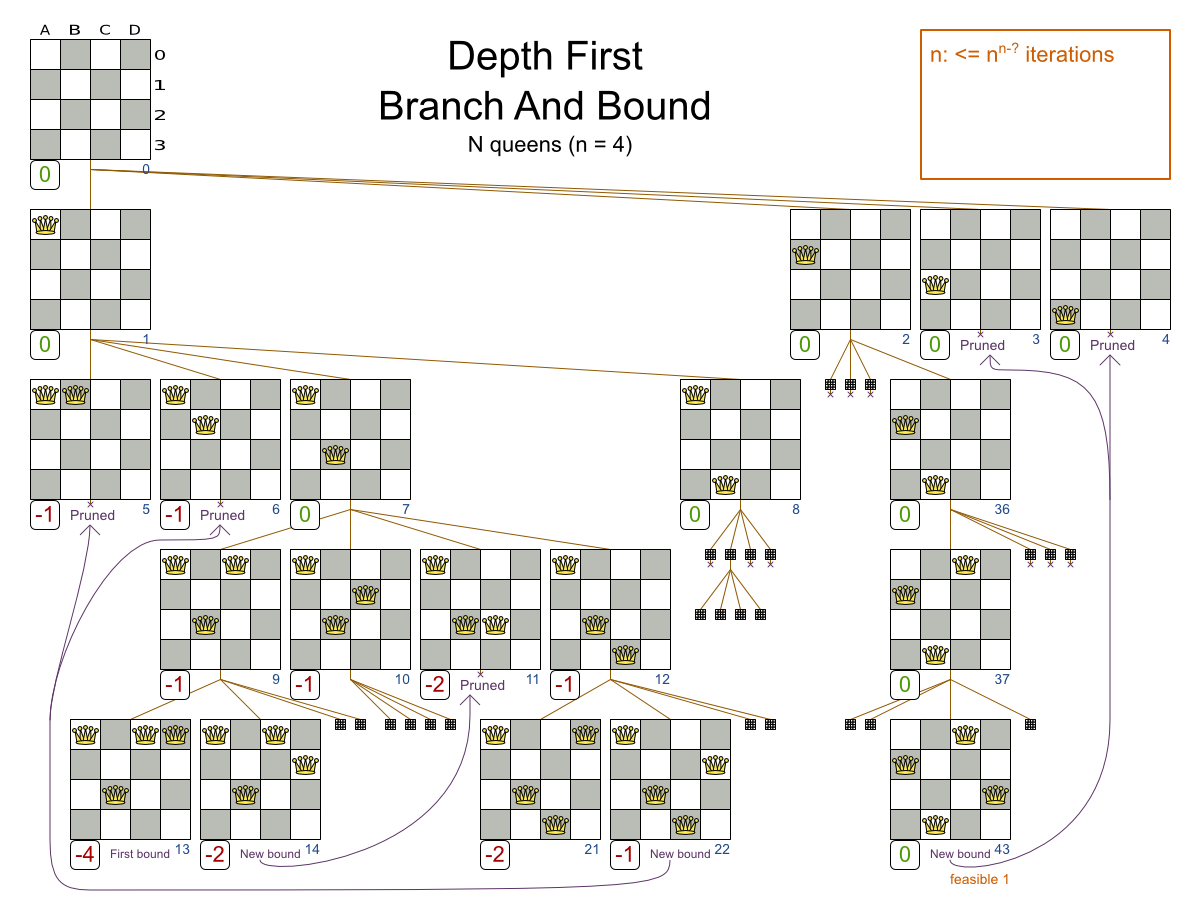 Depth First
Branch And Bound
N queens (n = 4)
n: <= n^n-? iterations
A B C D
0
1
2
3
0 0
0 1
0 2
0 Pruned 3
0 Pruned 4
-1 Pruned 5
-1 Pruned 6
0 7
0 8
0 36
-1 9
-1 10
-2 Pruned 11
-1 12
0 37
-4 First bound 13
-2 New bound 14
-2 21
-1 New bound 22
0 New bound 43
feasible 1